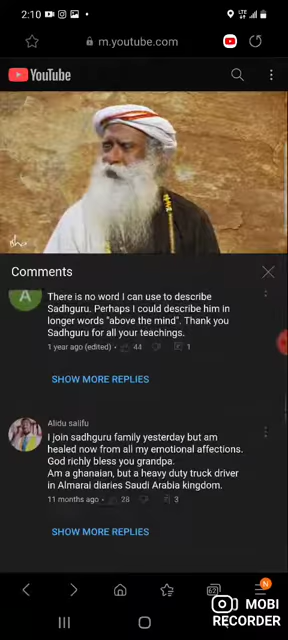 2:10
LTE
m.youtube.com
YouTube
isha
Comments
A
There is no word I can use to describe
Sadhguru. Perhaps I could describe him in
longer words "above the mind". Thank you
Sadhguru for all your teachings.
1 year ago (edited) • 44 1
SHOW MORE REPLIES
Alidu salifu
I join sadhguru family yesterday but am
healed now from all my emotional affections.
God richly bless you grandpa.
Am a ghanaian, but a heavy duty truck driver
in Almarai diaries Saudi Arabia kingdom.
11 months ago • 28 3
SHOW MORE REPLIES
N
MOBI
RECORDER